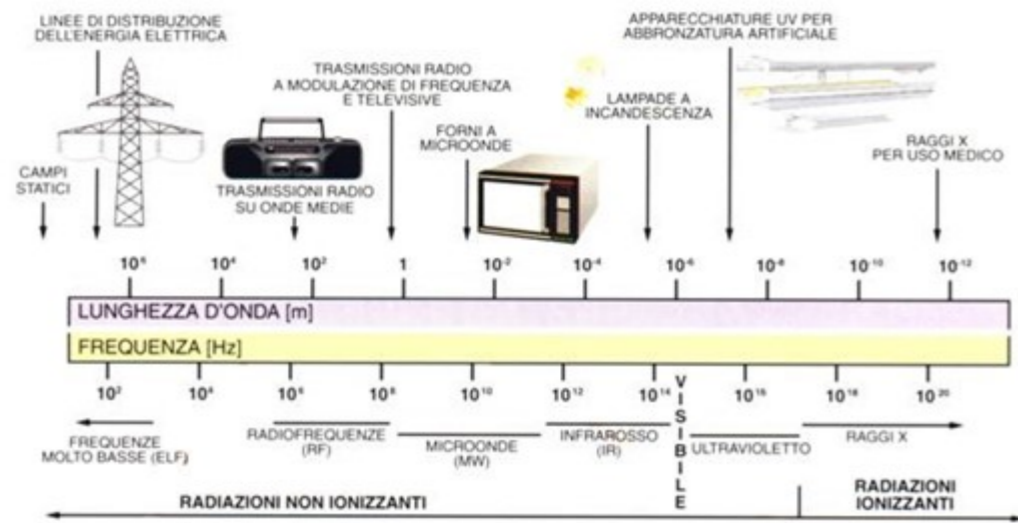 LINEE DI DISTRIBUZIONE
DELL'ENERGIA ELETTRICA
APPARECCHIATURE UV PER
ABBRONZATURA ARTIFICIALE
TRASMISSIONI RADIO
A MODULAZIONE DI FREQUENZA
E TELEVISIVE
LAMPADE A
INCANDESCENZA
FORNI A
MICROONDE
RAGGI X
PER USO MEDICO
CAMPI
STATICI
TRASMISSIONI RADIO
SU ONDE MEDIE
10⁶ 10⁴ 10² 1 10⁻² 10⁻⁴ 10⁻⁶ 10⁻⁸ 10⁻¹⁰ 10⁻¹²
LUNGHEZZA D'ONDA [m]
FREQUENZA [Hz]
10² 10⁴ 10⁶ 10⁸ 10¹⁰ 10¹² 10¹⁴ 10¹⁶ 10¹⁸ 10²⁰
VISIBILE
FREQUENZE
MOLTO BASSE (ELF)
RADIOFREQUENZE
(RF)
MICROONDE
(MW)
INFRAROSSO
(IR)
ULTRAVIOLETTO
RAGGI X
RADIAZIONI NON IONIZZANTI
RADIAZIONI
IONIZZANTI